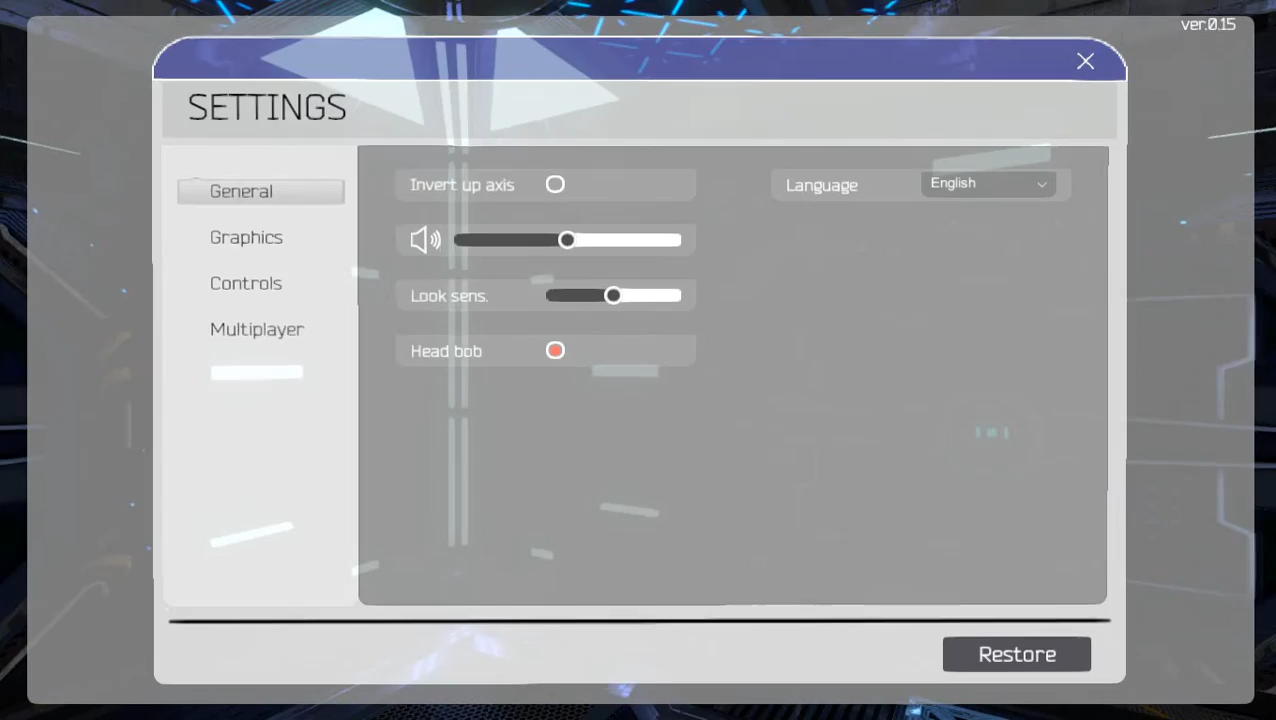 ver.0.15
SETTINGS
General
Graphics
Controls
Multiplayer
Invert up axis
Look sens.
Head bob
Language
English
Restore